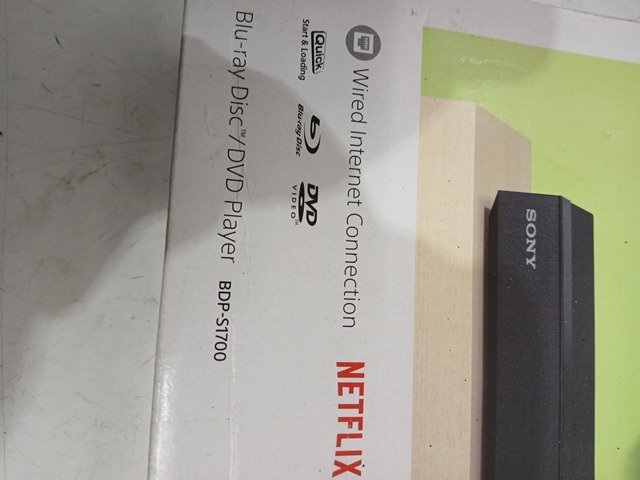 Wired Internet Connection
NETFLIX
Quick
Start & Loading
Blu-ray Disc
DVD
VIDEO™
Blu-ray Disc™/DVD Player BDP-S1700
SONY